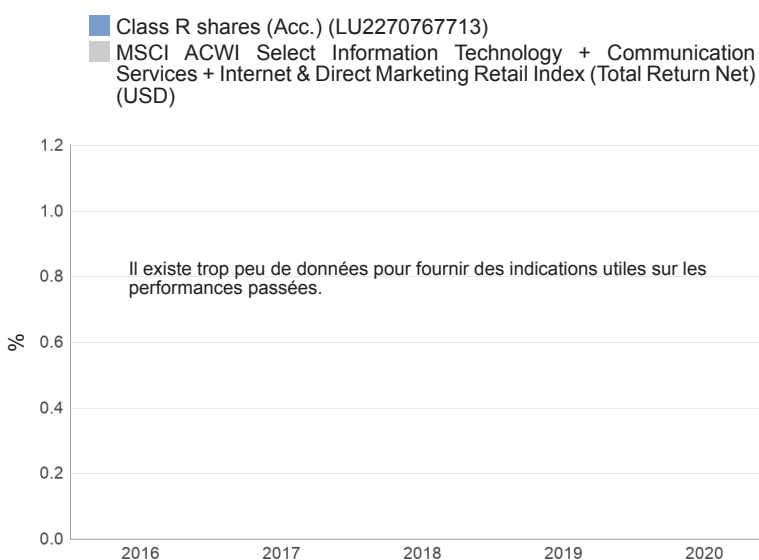 Class R shares (Acc.) (LU2270767713)
MSCI ACWI Select Information Technology + Communication
Services + Internet & Direct Marketing Retail Index (Total Return Net)
(USD)
1.2
1.0
Il existe trop peu de données pour fournir des indications utiles sur les
0.8
performances passées.
%
0.6
0.4
0.2
0.0
2016 2017 2018 2019 2020